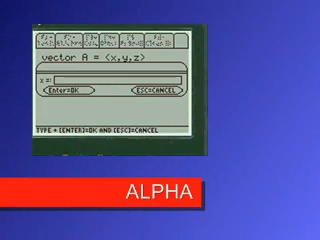 vector A = <x,y,z>
x=
Enter=OK ESC=CANCEL
TYPE + [ENTER]=OK AND [ESC]=CANCEL
ALPHA